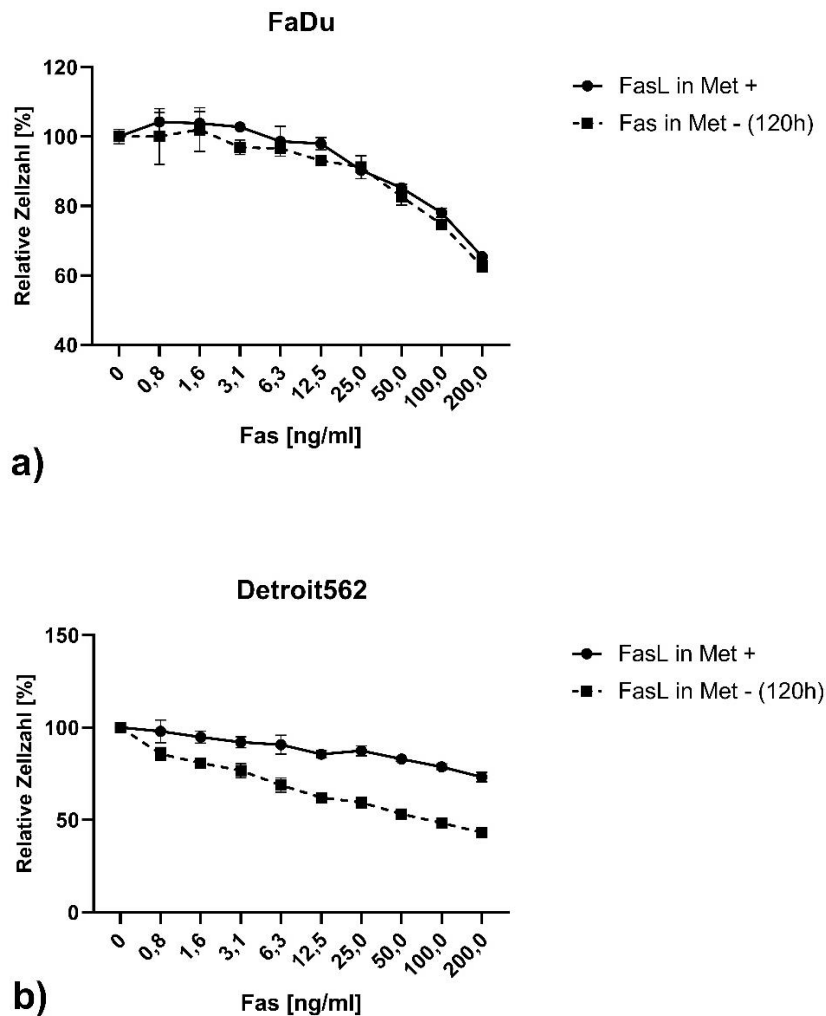 FaDu
120
100
80
60
40
Relative Zellzahl [%]
0
0,8
1,6
3,1
6,3
12,5
25,0
50,0
100,0
200,0
Fas [ng/ml]
FasL in Met +
Fas in Met - (120h)
a)
Detroit562
150
100
50
0
Relative Zellzahl [%]
0
0,8
1,6
3,1
6,3
12,5
25,0
50,0
100,0
200,0
Fas [ng/ml]
FasL in Met +
FasL in Met - (120h)
b)